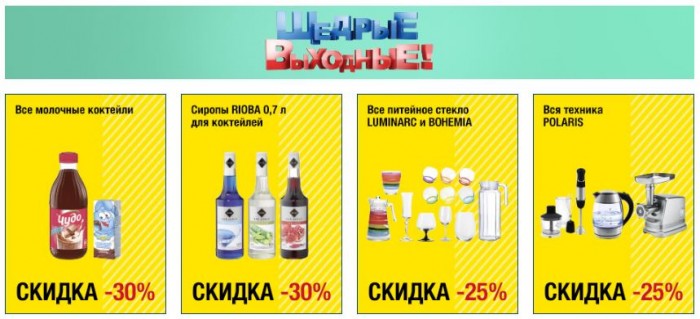 ЩЕДРЫЕ
ВЫХОДНЫЕ!
Все молочные коктейли
Чудо
СКИДКА -30%
Сиропы RIOBA 0,7 л
для коктейлей
СКИДКА -30%
Все питейное стекло
LUMINARC и BOHEMIA
СКИДКА -25%
Вся техника
POLARIS
СКИДКА -25%